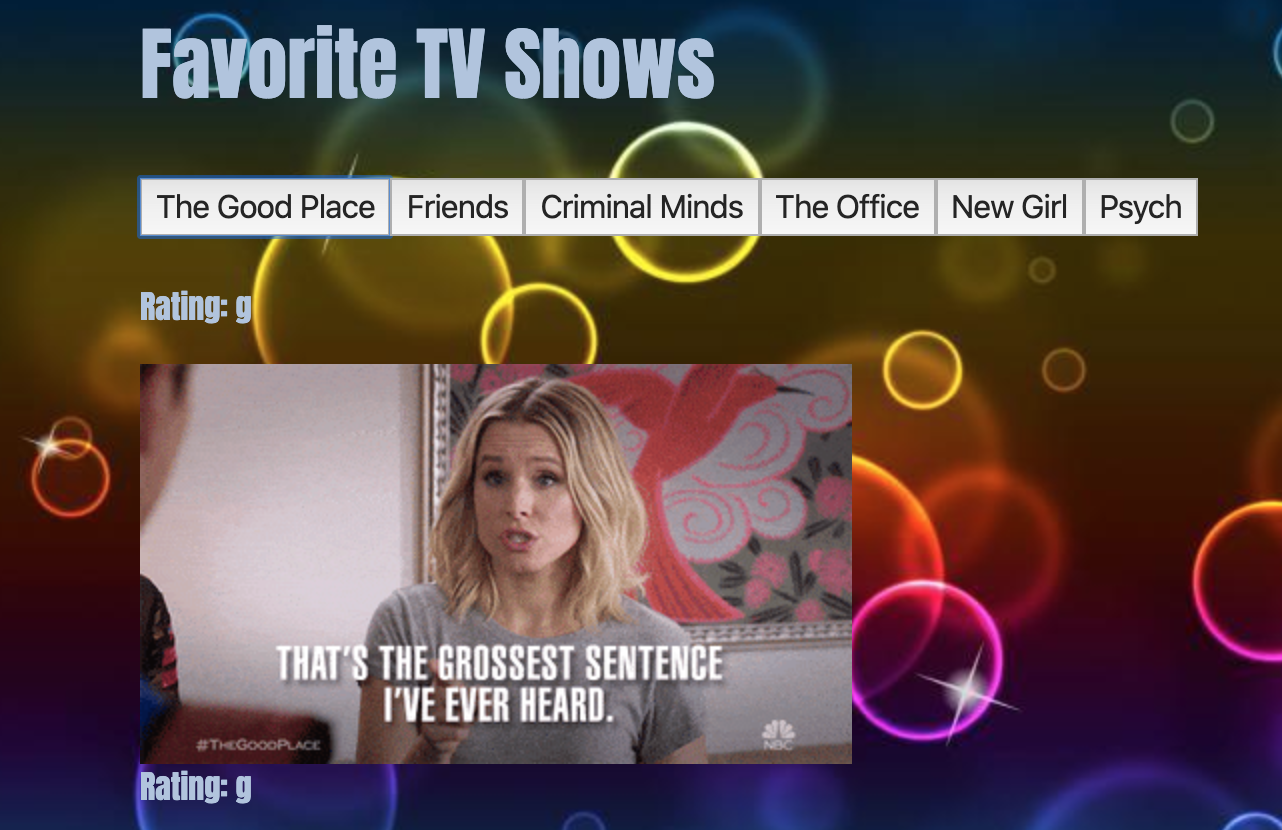 Favorite TV Shows
The Good Place Friends Criminal Minds The Office New Girl Psych
Rating: g
THAT'S THE GROSSEST SENTENCE
I'VE EVER HEARD.
#THEGOODPLACE
NBC
Rating: g